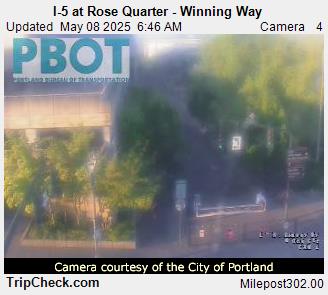 I-5 at Rose Quarter - Winning Way
Updated May 08 2025 6:46 AM Camera 4
PBOT
PORTLAND BUREAU OF TRANSPORTATION
Camera courtesy of the City of Portland
TripCheck.com Milepost302.00